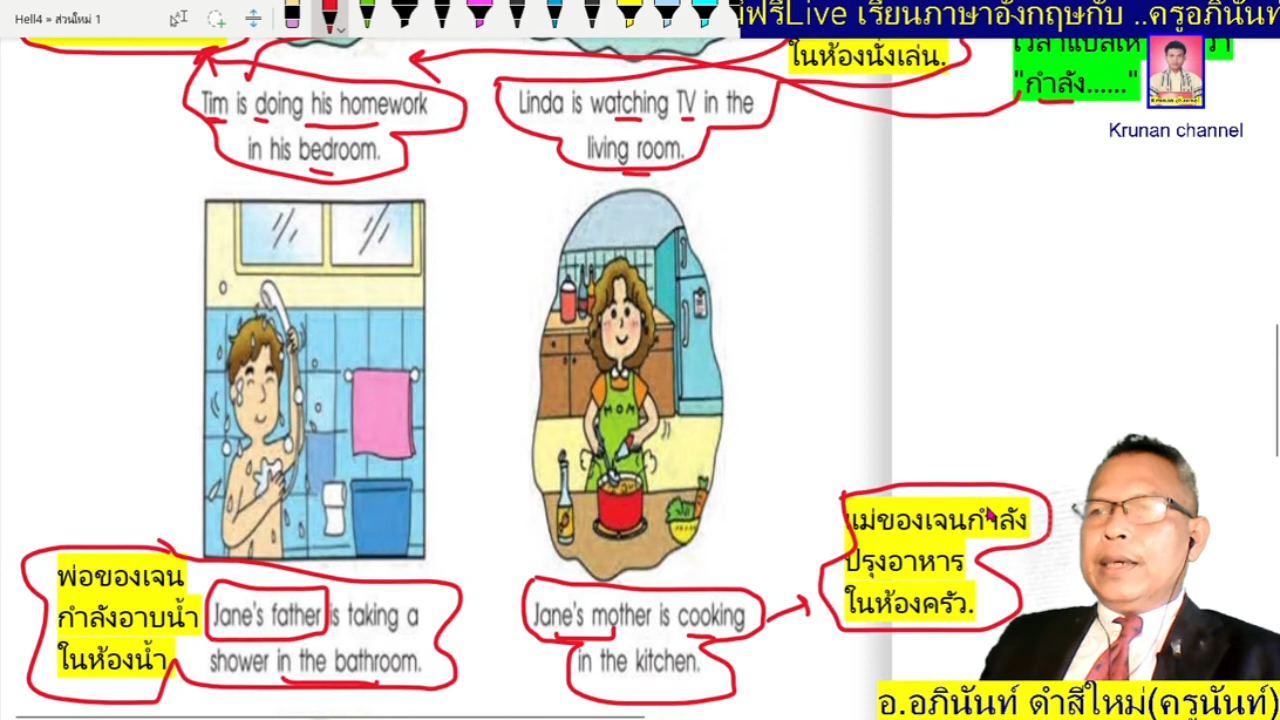 Hell4 » ส่วนใหม่ 1
ฟรีLive เรียนภาษาอังกฤษกับ ..ครูอภินันท์
ในห้องนั่งเล่น.
"กำลัง......"
Krunan channel
Tim is doing his homework
in his bedroom.
Linda is watching TV in the
living room.
MOM
แม่ของเจนกำลัง
ปรุงอาหาร
ในห้องครัว.
พ่อของเจน
กำลังอาบน้ำ
ในห้องน้ำ
Jane's father is taking a
shower in the bathroom.
Jane's mother is cooking
in the kitchen.
อ.อภินันท์ ดำสีใหม่(ครูนันท์)